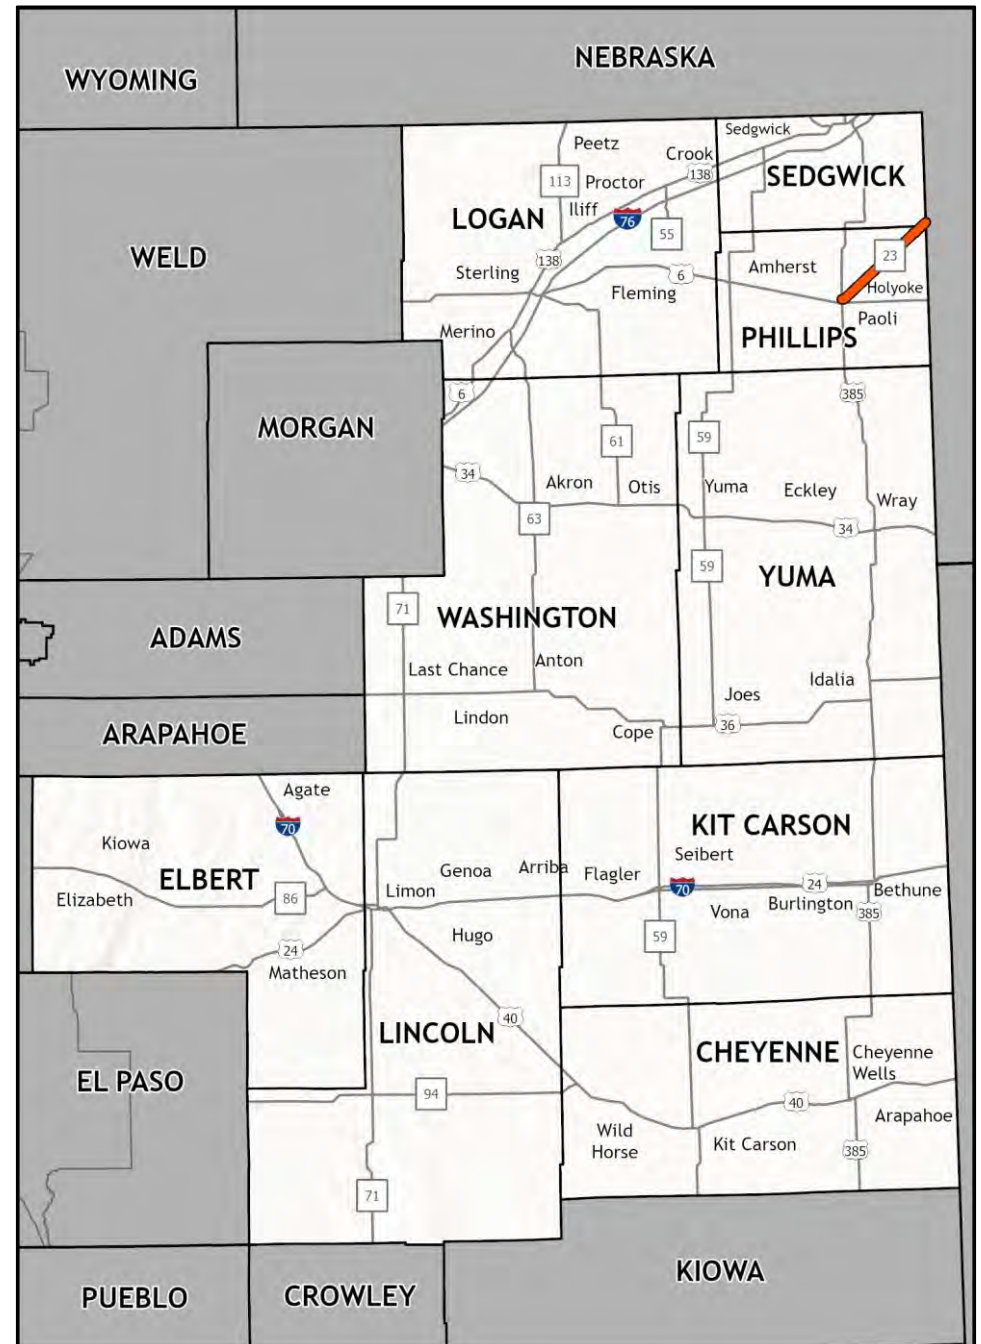 NEBRASKA
WYOMING
Sedgwick
Peetz
Crook
138
SEDGWICK
113
Proctor
Iliff
LOGAN
76
55
WELD
138
23
Amherst
Sterling
6
Holyoke
Fleming
Paoli
Merino
PHILLIPS
6
385
MORGAN
61
59
34
Akron
Otis
Yuma
Eckley
Wray
63
34
59
YUMA
71
WASHINGTON
ADAMS
Last Chance
Anton
Idalia
Joes
Lindon
36
Cope
ARAPAHOE
Agate
70
KIT CARSON
Kiowa
Seibert
Genoa
Arriba
Flagler
ELBERT
70
24
Bethune
Limon
86
Elizabeth
Burlington
Vona
385
Hugo
59
24
Matheson
40
LINCOLN
CHEYENNE
Cheyenne
Wells
EL PASO
94
40
Arapahoe
Wild
Horse
Kit Carson
385
71
KIOWA
PUEBLO
CROWLEY